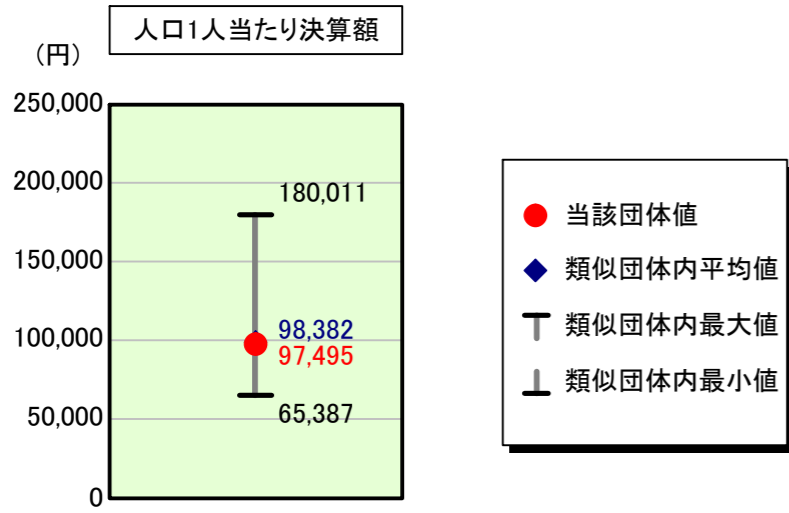 人口1人当たり決算額
（円）
250,000
200,000
150,000
100,000
50,000
0
180,011
98,382
97,495
65,387
当該団体値
類似団体内平均値
類似団体内最大値
類似団体内最小値